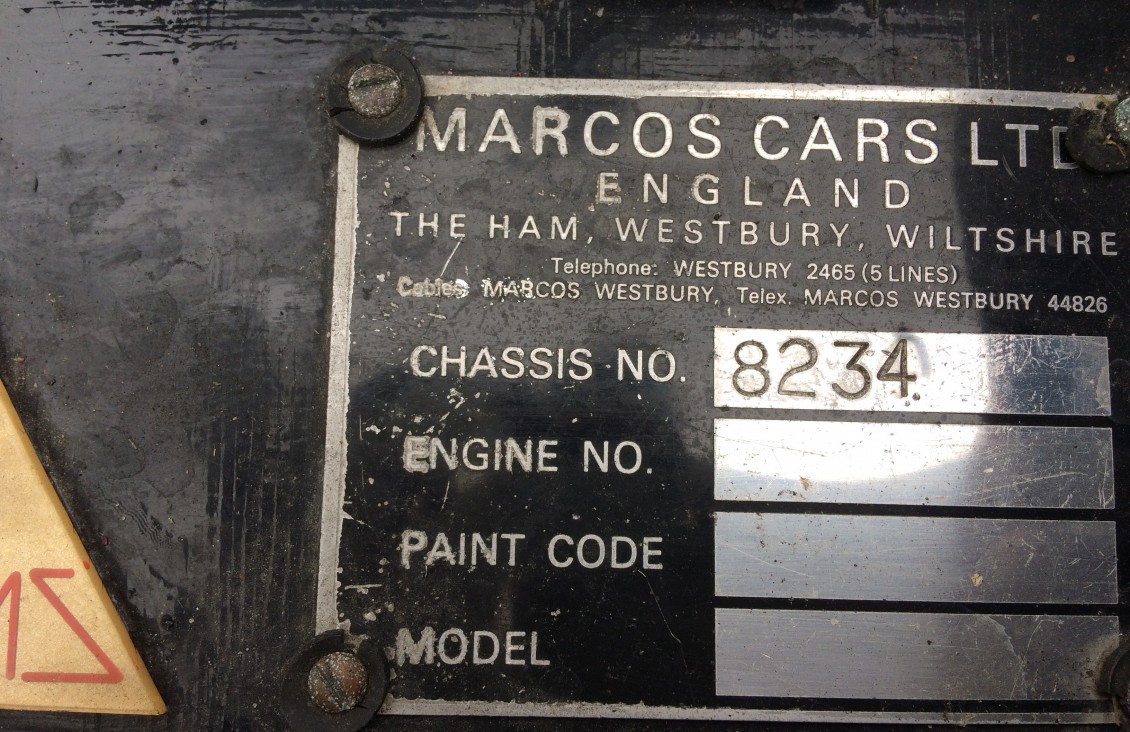 MARCOS CARS LTD
ENGLAND
THE HAM, WESTBURY, WILTSHIRE
Telephone: WESTBURY 2465 (5 LINES)
Cables MARCOS WESTBURY, Telex. MARCOS WESTBURY 44826
CHASSIS NO. 8234
ENGINE NO.
PAINT CODE
MODEL